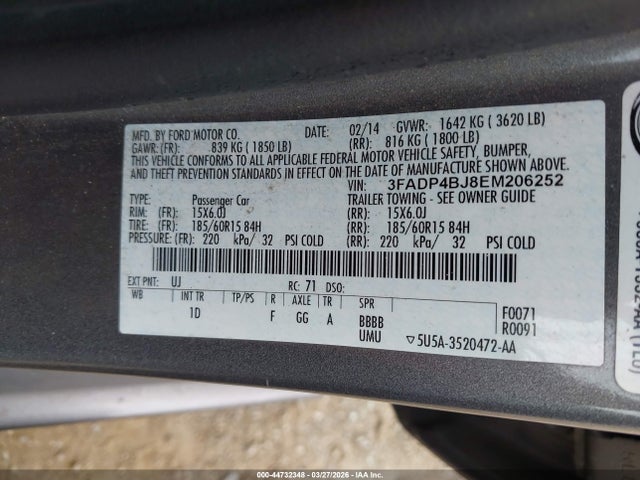 MFD. BY FORD MOTOR CO. DATE: 02/14 GVWR: 1642 KG ( 3620 LB)
GAWR: (FR): 839 KG ( 1850 LB) (RR): 816 KG ( 1800 LB)
THIS VEHICLE CONFORMS TO ALL APPLICABLE FEDERAL MOTOR VEHICLE SAFETY, BUMPER,
AND THEFT PREVENTION STANDARDS IN EFFECT ON THE DATE OF MANUFACTURE SHOWN ABOVE.
VIN: 3FADP4BJ8EM206252
TYPE: Passenger Car TRAILER TOWING - SEE OWNER GUIDE
RIM: (FR) 15X6.0J (RR): 15X6.0J
TIRE: (FR) 185/60R15 84H (RR): 185/60R15 84H
PRESSURE: (FR) 220 kPa/ 32 PSI COLD (RR) 220 kPa/ 32 PSI COLD
EXT PNT: UJ RC: 71 DSO:
WB INT TR TP/PS R AXLE TR SPR F0071
1D F GG A BBBB R0091
UMU ▽5U5A-3520472-AA
000-44732348 | 03/27/2026 - IAA